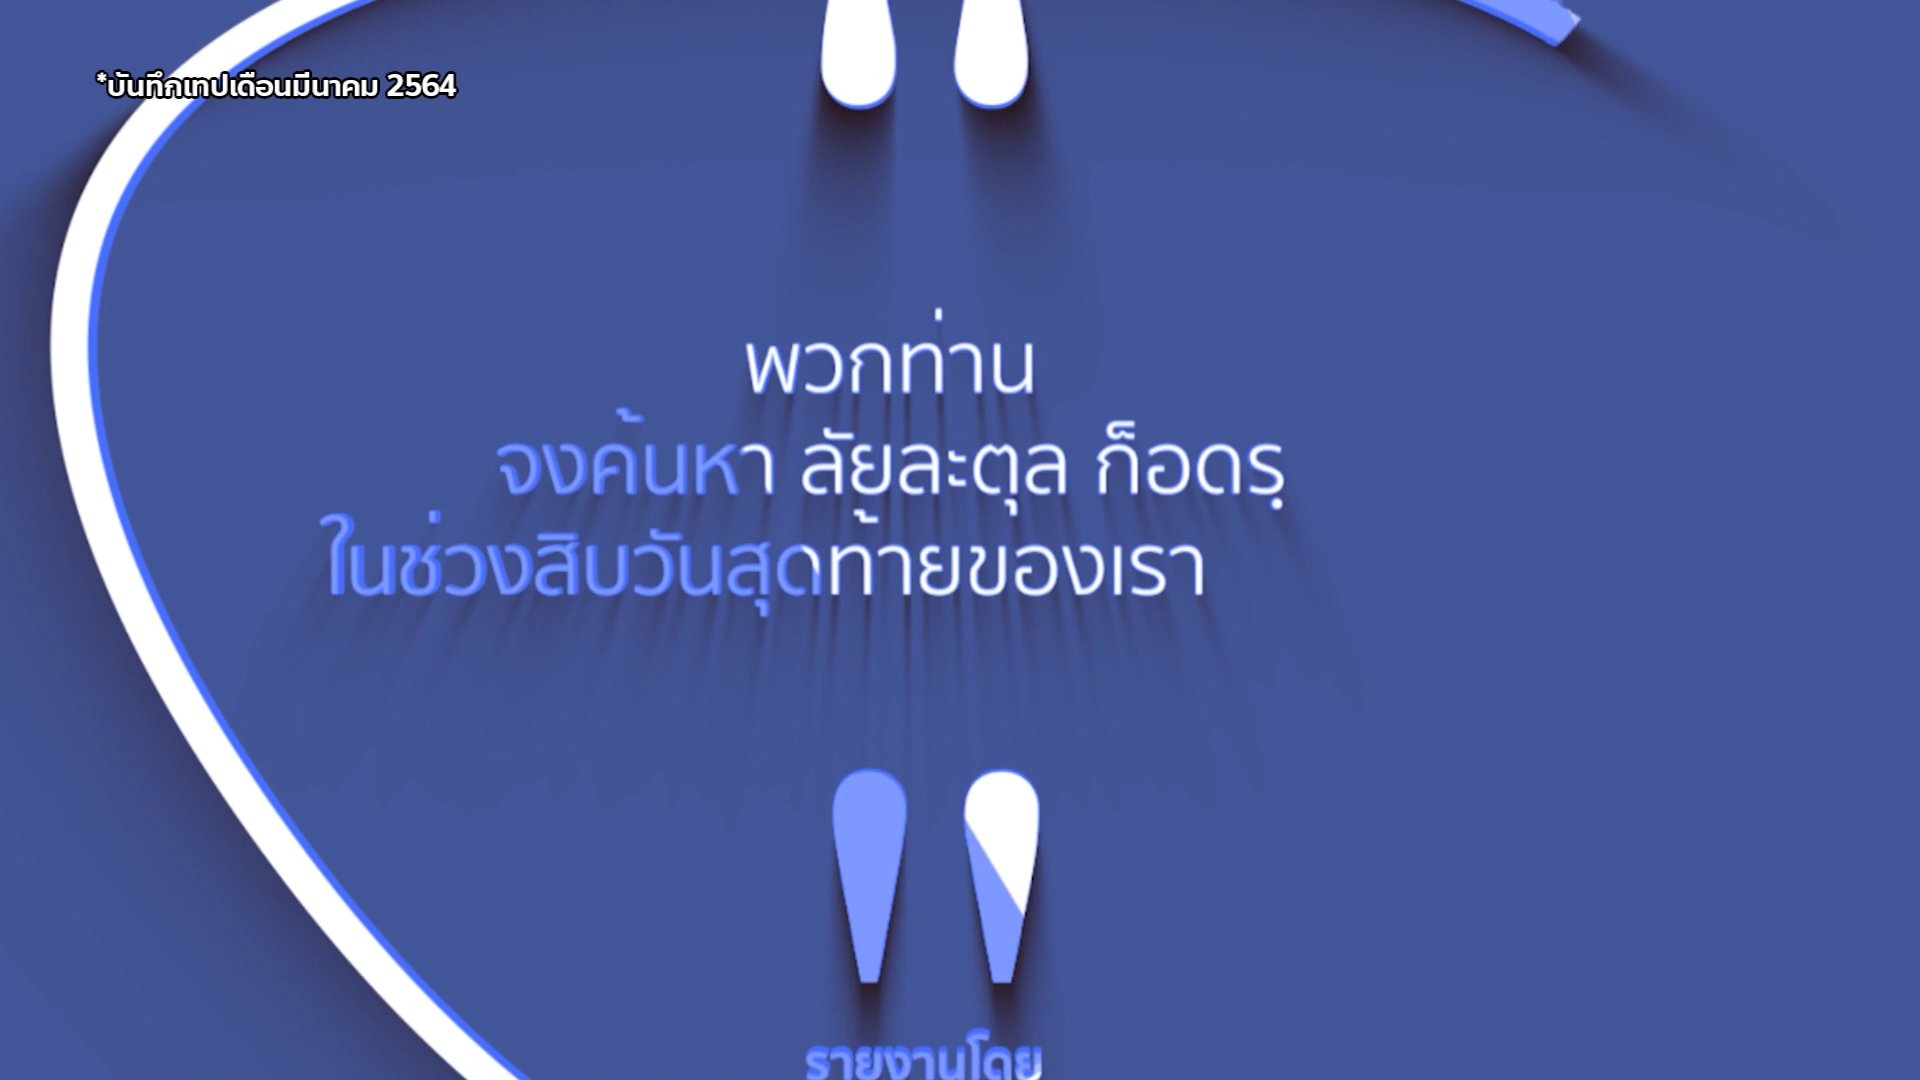 *บันทึกเทปเดือนมีนาคม 2564
พวกท่าน
จงค้นหา ลัยละตุล ก็อดรฺ
ในช่วงสิบวันสุดท้ายของเรา
รายงานโดย